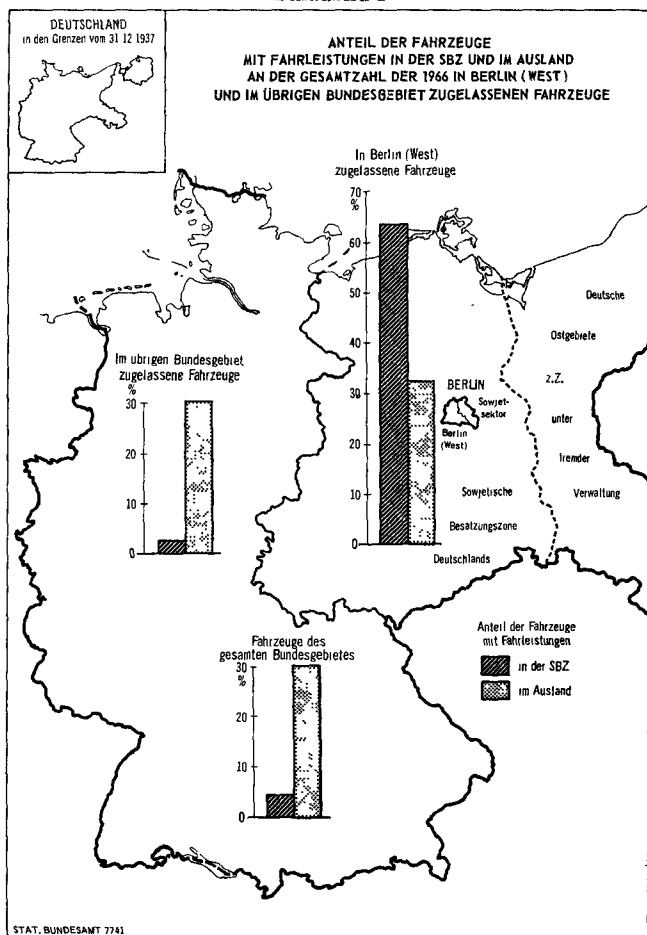 DEUTSCHLAND
in den Grenzen vom 31 12 1937
ANTEIL DER FAHRZEUGE
MIT FAHRLEISTUNGEN IN DER SBZ UND IM AUSLAND
AN DER GESAMTZAHL DER 1966 IN BERLIN (WEST)
UND IM ÜBRIGEN BUNDESGEBIET ZUGELASSENEN FAHRZEUGE
In Berlin (West)
zugelassene Fahrzeuge
70
%
60
50
40
30
20
10
0
Deutsche
Ostgebiete
z.Z.
unter
fremder
Verwaltung
BERLIN
Sowjet-
sektor
Berlin
(West)
Sowjetische
Besatzungszone
Deutschlands
Im ubrigen Bundesgebiet
zugelassene Fahrzeuge
%
30
20
10
0
Fahrzeuge des
gesamten Bundesgebietes
30
%
20
10
0
Anteil der Fahrzeuge
mit Fahrleistungen
in der SBZ
im Ausland
STAT. BUNDESAMT 7741